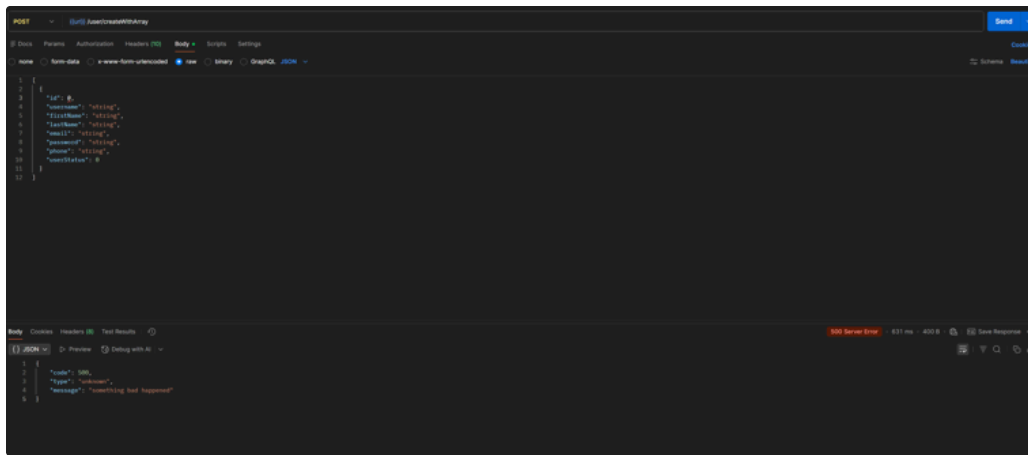 POST {{url}} /user/createWithArray Send
Docs Params Authorization Headers (10) Body Scripts Settings Cook
none form-data x-www-form-urlencoded raw binary GraphQL JSON Schema Beaut
1 [
2 {
3 "id": 0,
4 "username": "string",
5 "firstName": "string",
6 "lastName": "string",
7 "email": "string",
8 "password": "string",
9 "phone": "string",
10 "userStatus": 0
11 }
12 ]
Body Cookies Headers (8) Test Results 500 Server Error 631 ms 400 B Save Response
{} JSON Preview Debug with AI
1 {
2 "code": 500,
3 "type": "unknown",
4 "message": "something bad happened"
5 }